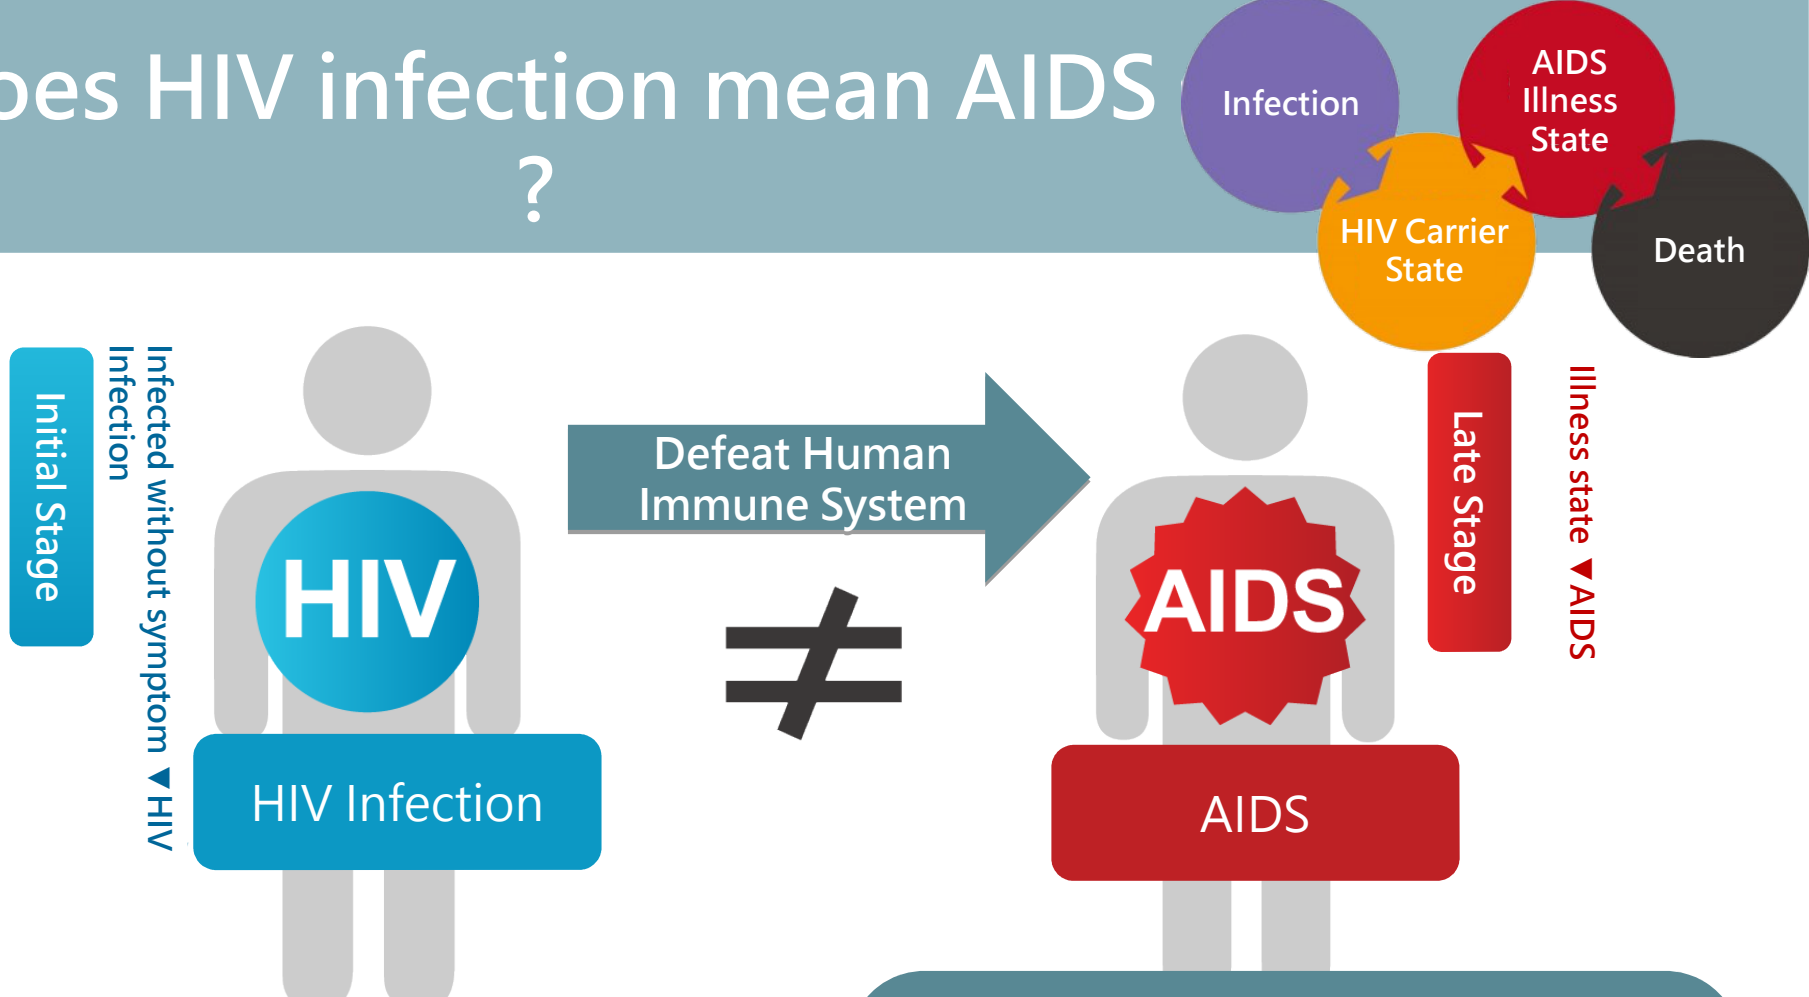 oes HIV infection mean AIDS
?
Infection
AIDS
Illness
State
HIV Carrier
State
Death
Initial Stage
Infected without symptom ▼HIV
Infection
HIV
HIV Infection
Defeat Human
Immune System
≠
AIDS
AIDS
Late Stage
Illness state ▼AIDS